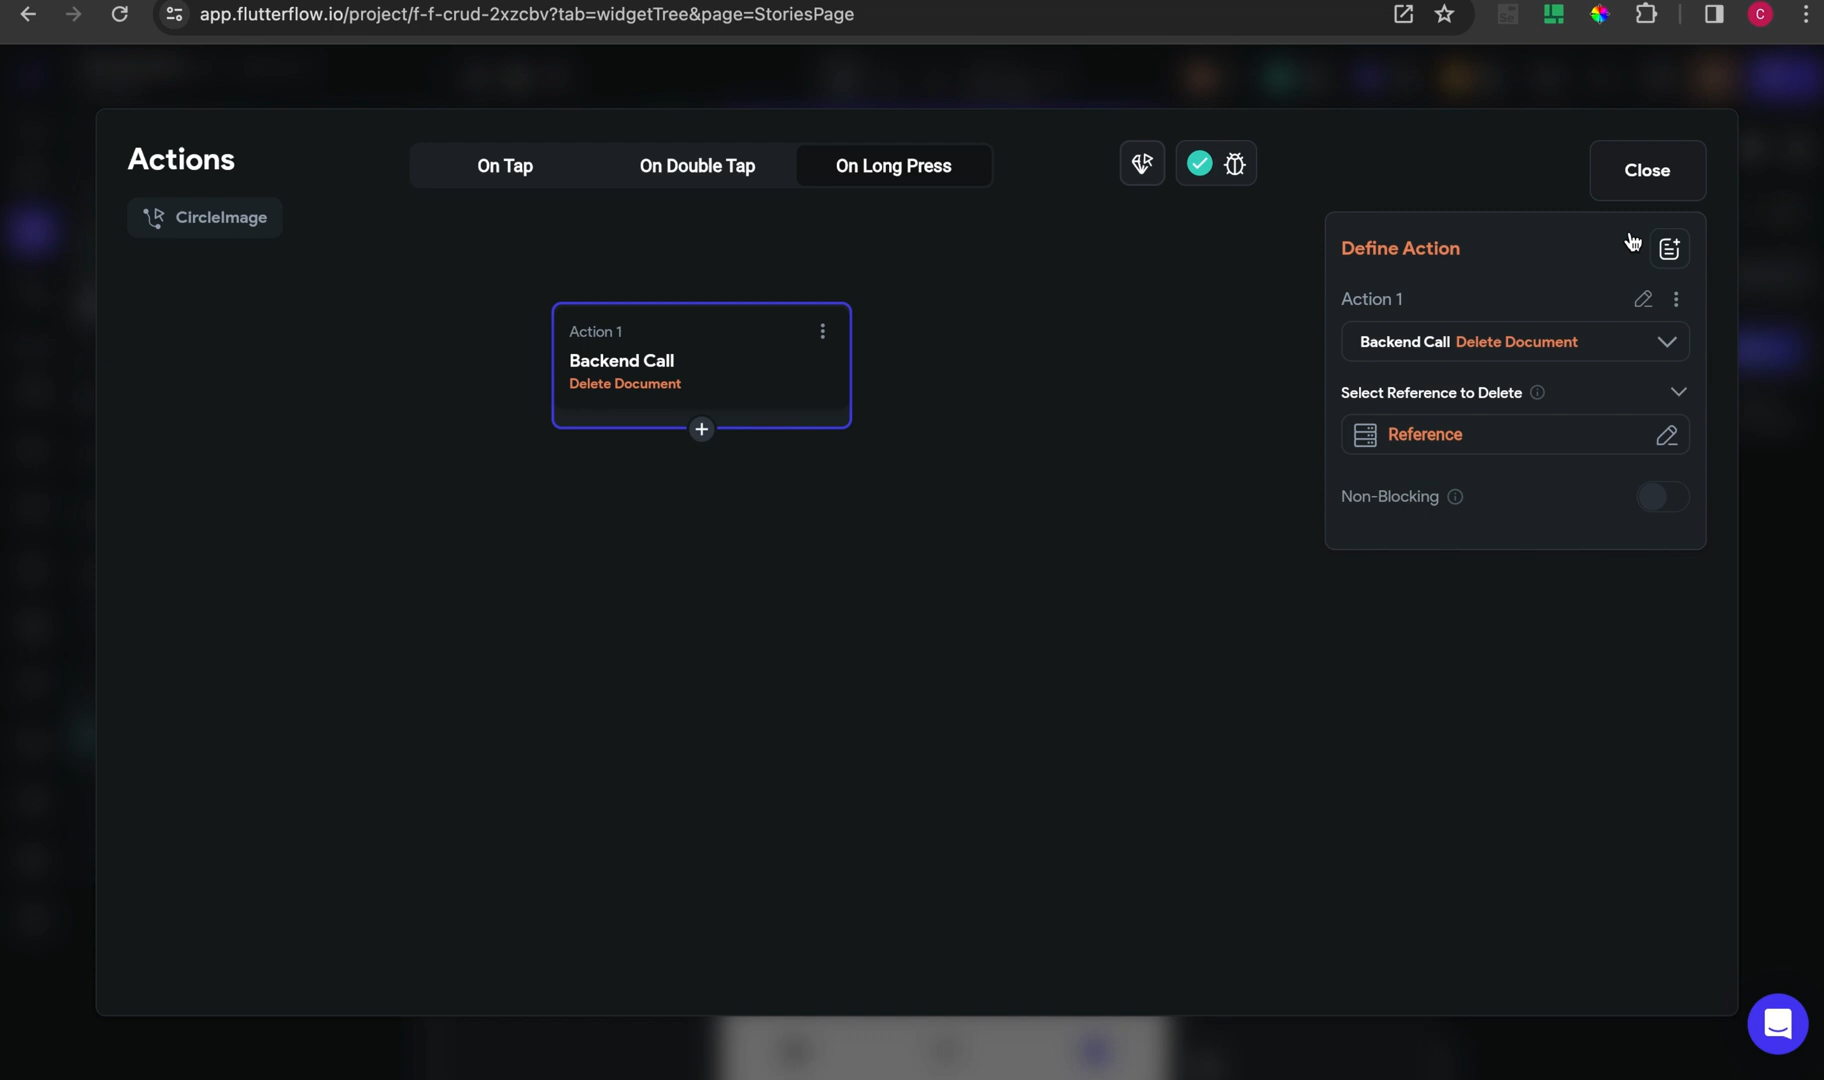 app.flutterflow.io/project/f-f-crud-2xzcbv?tab=widgetTree&page=StoriesPage
C
Actions
On Tap
On Double Tap
On Long Press
Close
CircleImage
Define Action
Action 1
Backend Call Delete Document
Select Reference to Delete
Reference
Non-Blocking
Action 1
Backend Call
Delete Document